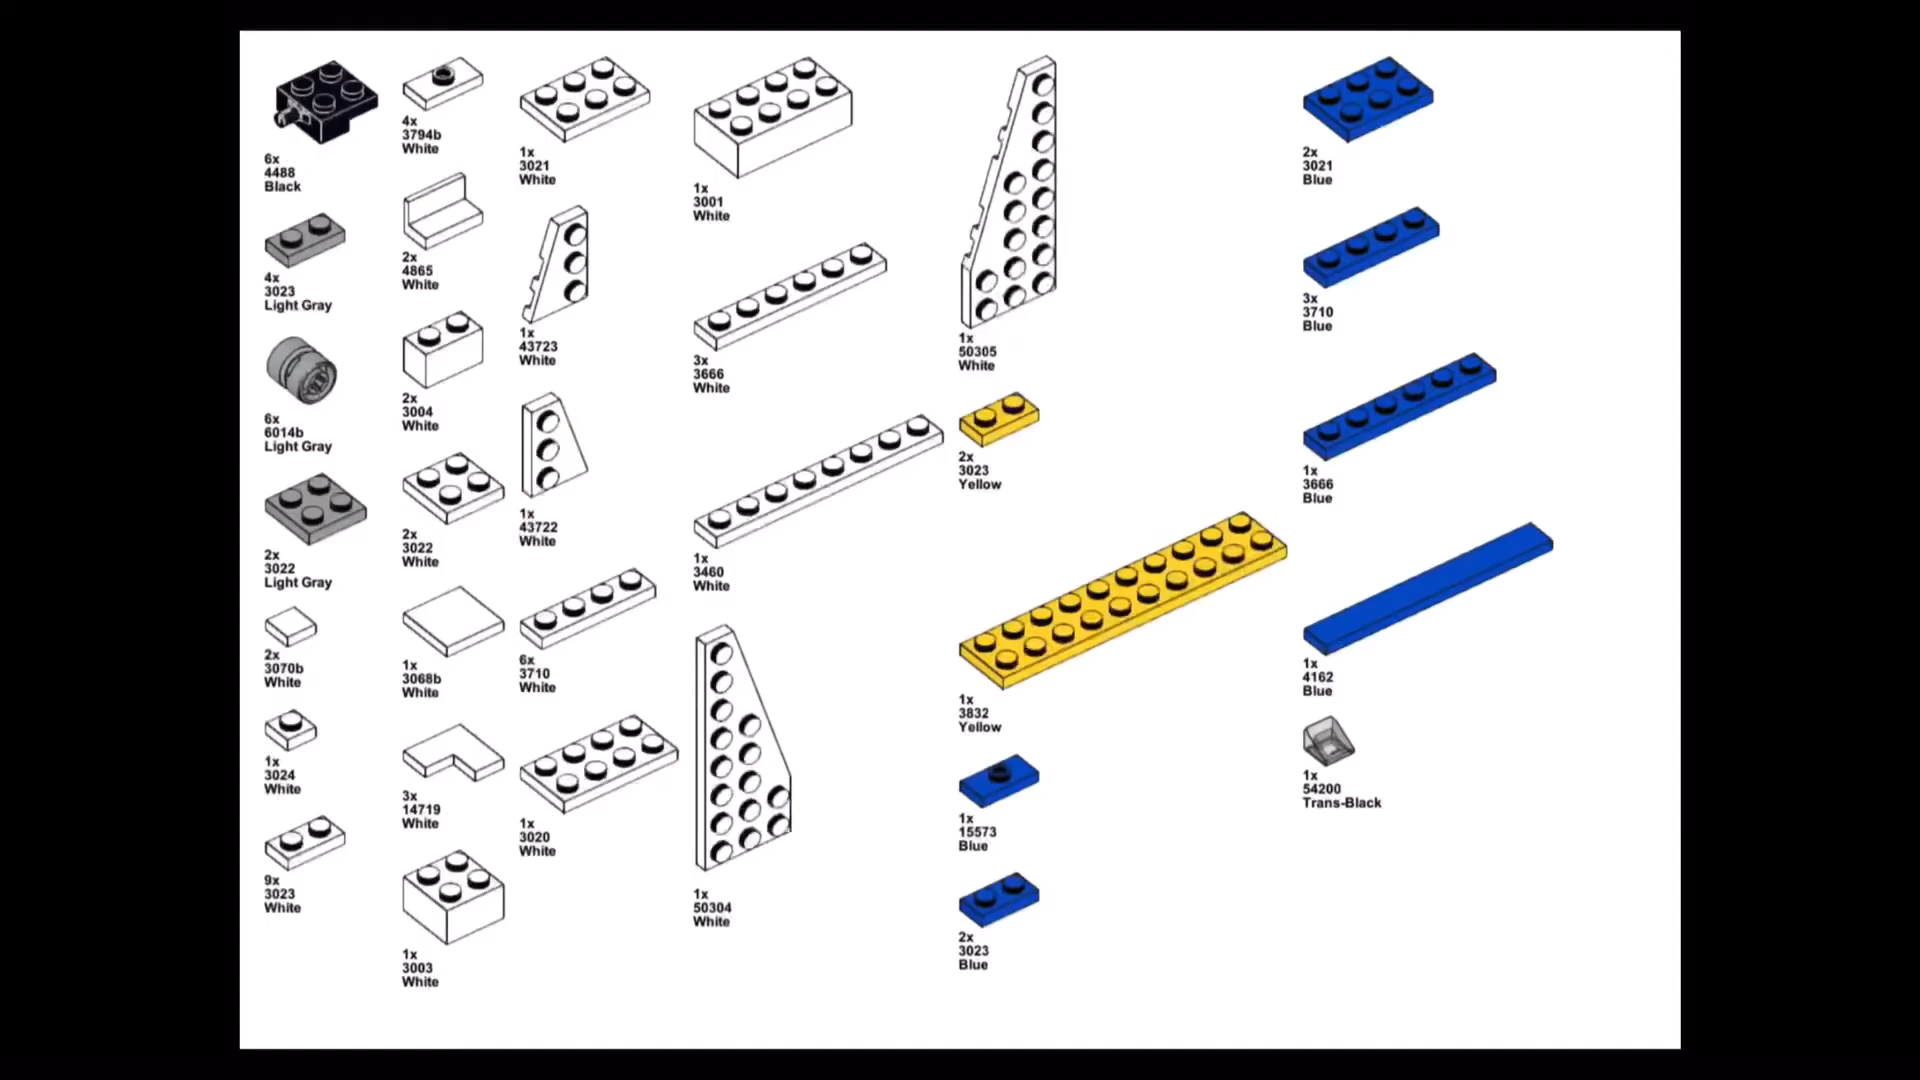 6x
4488
Black
4x
3023
Light Gray
6x
6014b
Light Gray
2x
3022
Light Gray
2x
3070b
White
1x
3024
White
9x
3023
White
4x
3794b
White
2x
4865
White
2x
3004
White
2x
3022
White
1x
3068b
White
3x
14719
White
1x
3003
White
1x
3021
White
1x
43723
White
1x
43722
White
6x
3710
White
1x
3020
White
1x
3001
White
3x
3666
White
1x
3460
White
1x
50304
White
1x
50305
White
2x
3023
Yellow
1x
3832
Yellow
1x
15573
Blue
2x
3023
Blue
2x
3021
Blue
3x
3710
Blue
1x
3666
Blue
1x
4162
Blue
1x
54200
Trans-Black